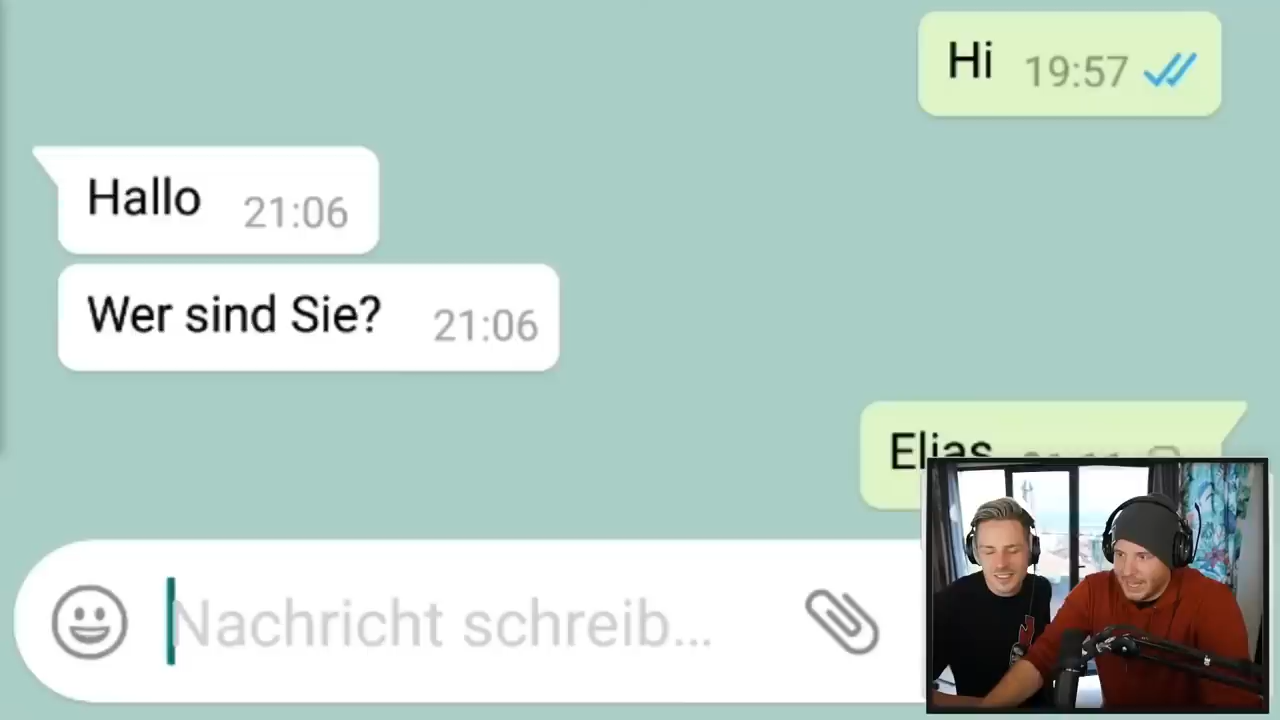 Hi 19:57
Hallo 21:06
Wer sind Sie? 21:06
Elias
Nachricht schreib...